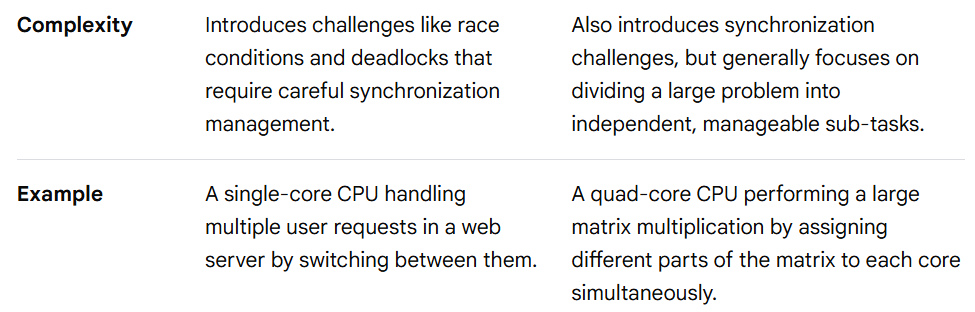 Complexity
Introduces challenges like race
conditions and deadlocks that
require careful synchronization
management.
Also introduces synchronization
challenges, but generally focuses on
dividing a large problem into
independent, manageable sub-tasks.
Example
A single-core CPU handling
multiple user requests in a web
server by switching between them.
A quad-core CPU performing a large
matrix multiplication by assigning
different parts of the matrix to each core
simultaneously.